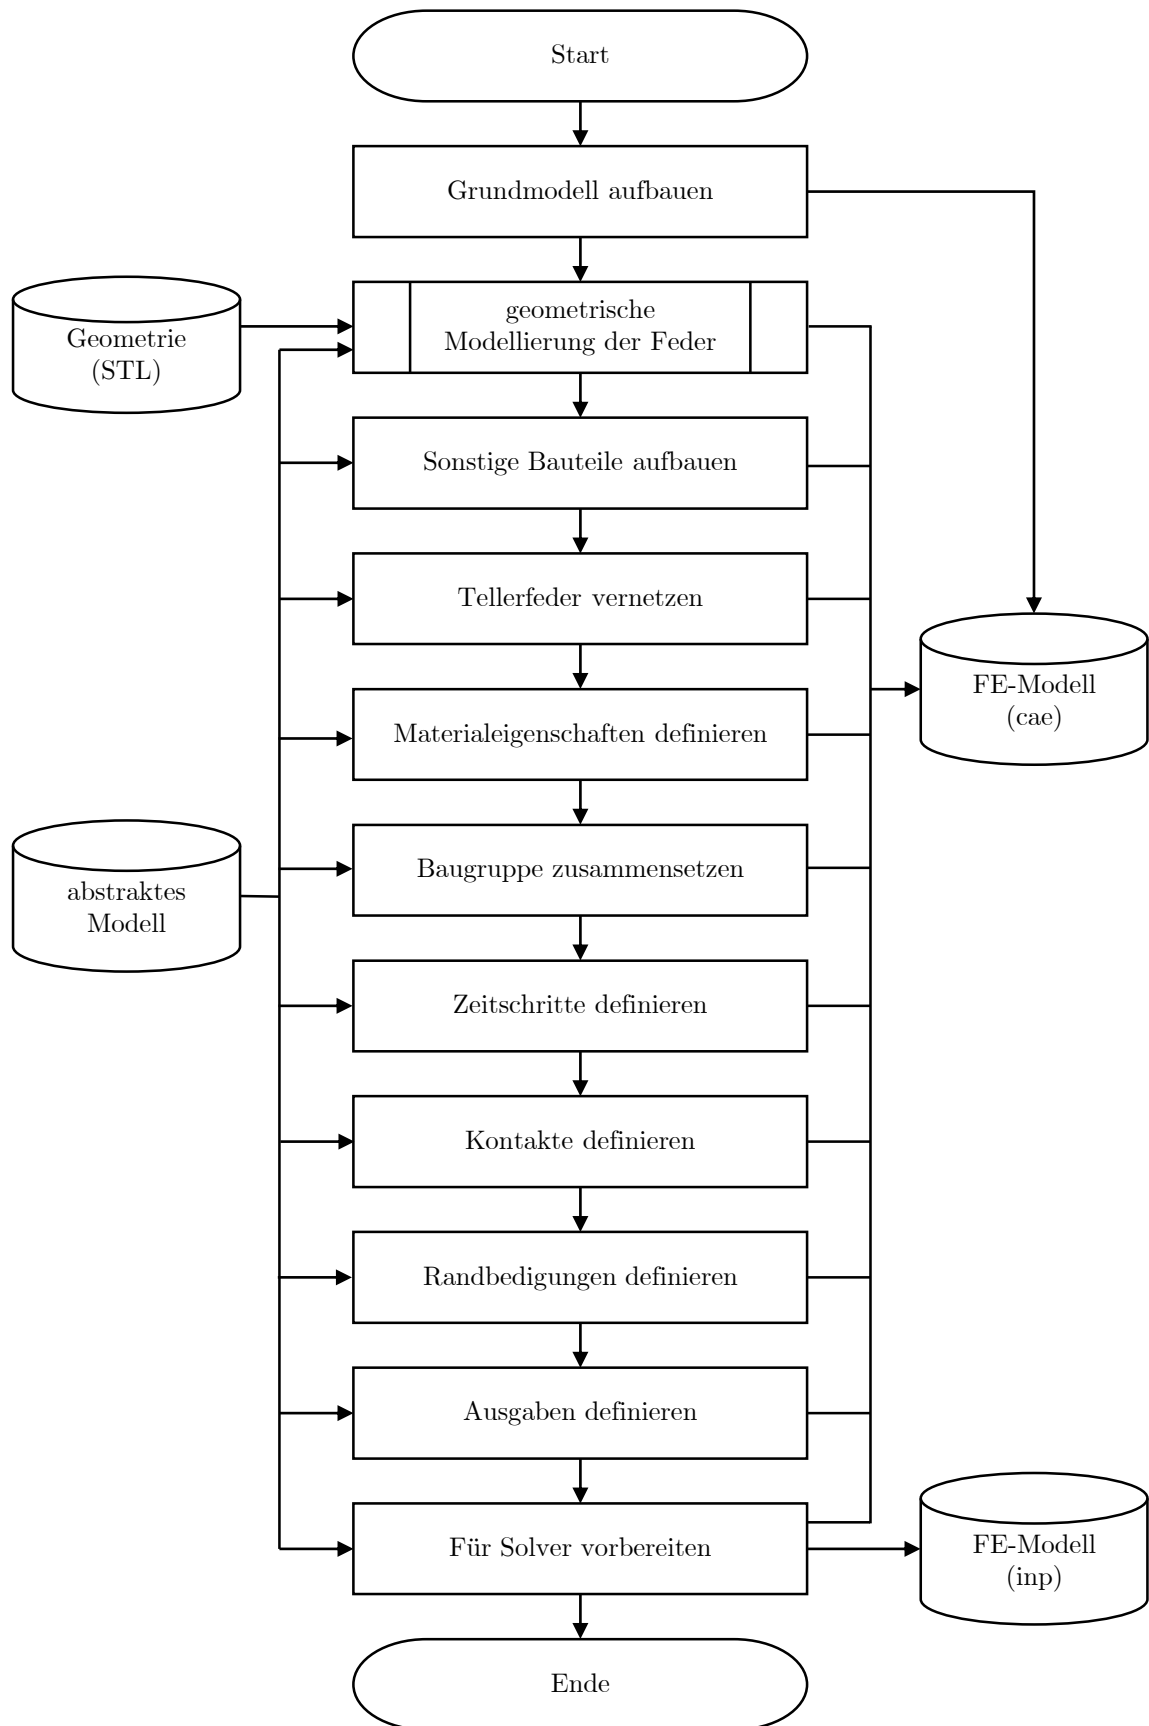 Start
Grundmodell aufbauen
geometrische
Modellierung der Feder
Geometrie
(STL)
Sonstige Bauteile aufbauen
Tellerfeder vernetzen
FE-Modell
(cae)
Materialeigenschaften definieren
Baugruppe zusammensetzen
abstraktes
Modell
Zeitschritte definieren
Kontakte definieren
Randbedigungen definieren
Ausgaben definieren
Für Solver vorbereiten
FE-Modell
(inp)
Ende